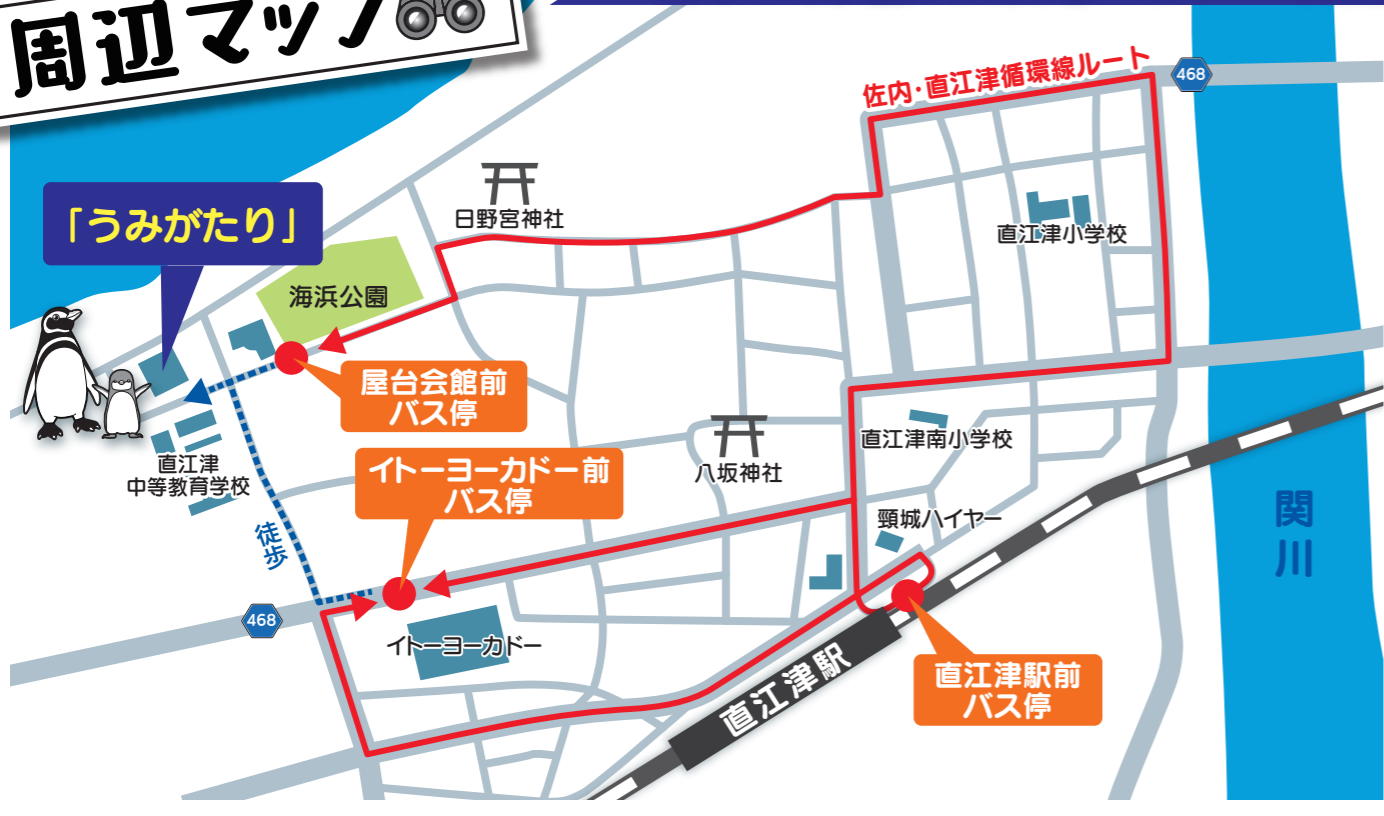 周辺マップ
佐内・直江津循環線ルート
468
日野宮神社
「うみがたり」
直江津小学校
海浜公園
屋台会館前
バス停
直江津南小学校
イトーヨーカドー前
バス停
八坂神社
直江津
中等教育学校
頸城ハイヤー
関川
徒歩
468
イトーヨーカドー
直江津駅
直江津駅前
バス停